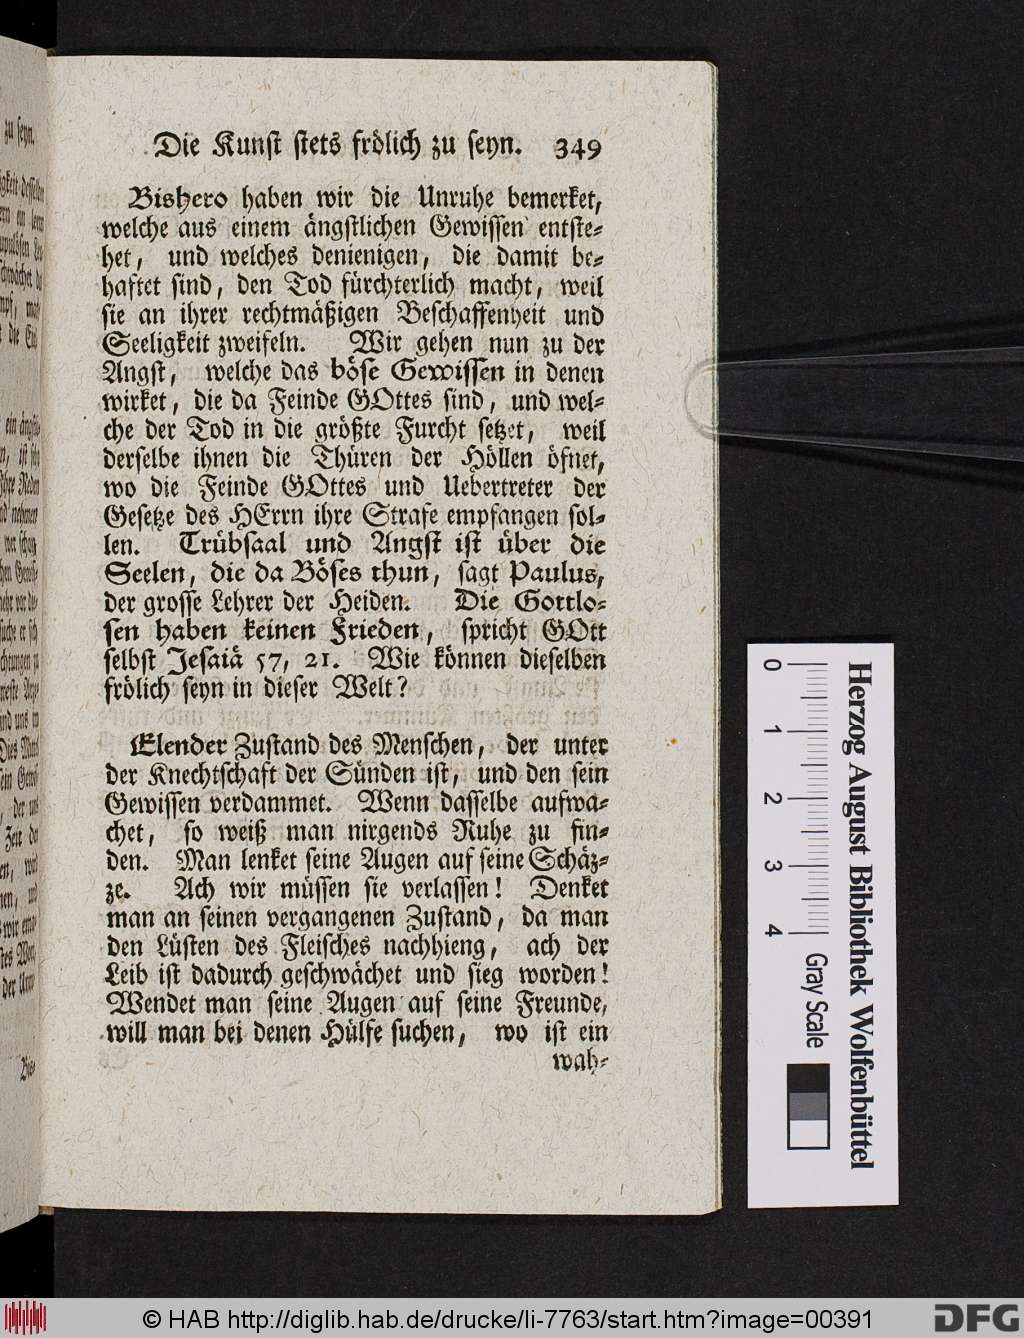 Die Kunst stets frölich zu seyn. 349
Bishero haben wir die Unruhe bemerket,
welche aus einem ängstlichen Gewissen entste-
het, und welches denienigen, die damit be-
haftet sind, den Tod fürchterlich macht, weil
sie an ihrer rechtmäßigen Beschaffenheit und
Seeligkeit zweifeln. Wir gehen nun zu der
Angst, welche das böse Gewissen in denen
wirket, die da Feinde GOttes sind, und wel-
che der Tod in die größte Furcht setzet, weil
derselbe ihnen die Thüren der Höllen öfnet,
wo die Feinde GOttes und Uebertreter der
Gesetze des HErrn ihre Strafe empfangen sol-
len. Trübsaal und Angst ist über die
Seelen, die da Böses thun, sagt Paulus,
der grosse Lehrer der Heiden. Die Gottlo-
sen haben keinen Frieden, spricht GOtt
selbst Jesaiä 57, 21. Wie können dieselben
frölich seyn in dieser Welt?
Elender Zustand des Menschen, der unter
der Knechtschaft der Sünden ist, und den sein
Gewissen verdammet. Wenn dasselbe aufwa-
chet, so weiß man nirgends Ruhe zu fin-
den. Man lenket seine Augen auf seine Schäz-
ze. Ach wir müssen sie verlassen! Denket
man an seinen vergangenen Zustand, da man
den Lüsten des Fleisches nachhieng, ach der
Leib ist dadurch geschwächet und sieg worden!
Wendet man seine Augen auf seine Freunde,
will man bei denen Hülfe suchen, wo ist ein
wah-
zu seyn.
Bis-
Herzog August Bibliothek Wolfenbüttel
0 1 2 3 4 Gray Scale
© HAB http://diglib.hab.de/drucke/li-7763/start.htm?image=00391
DFG